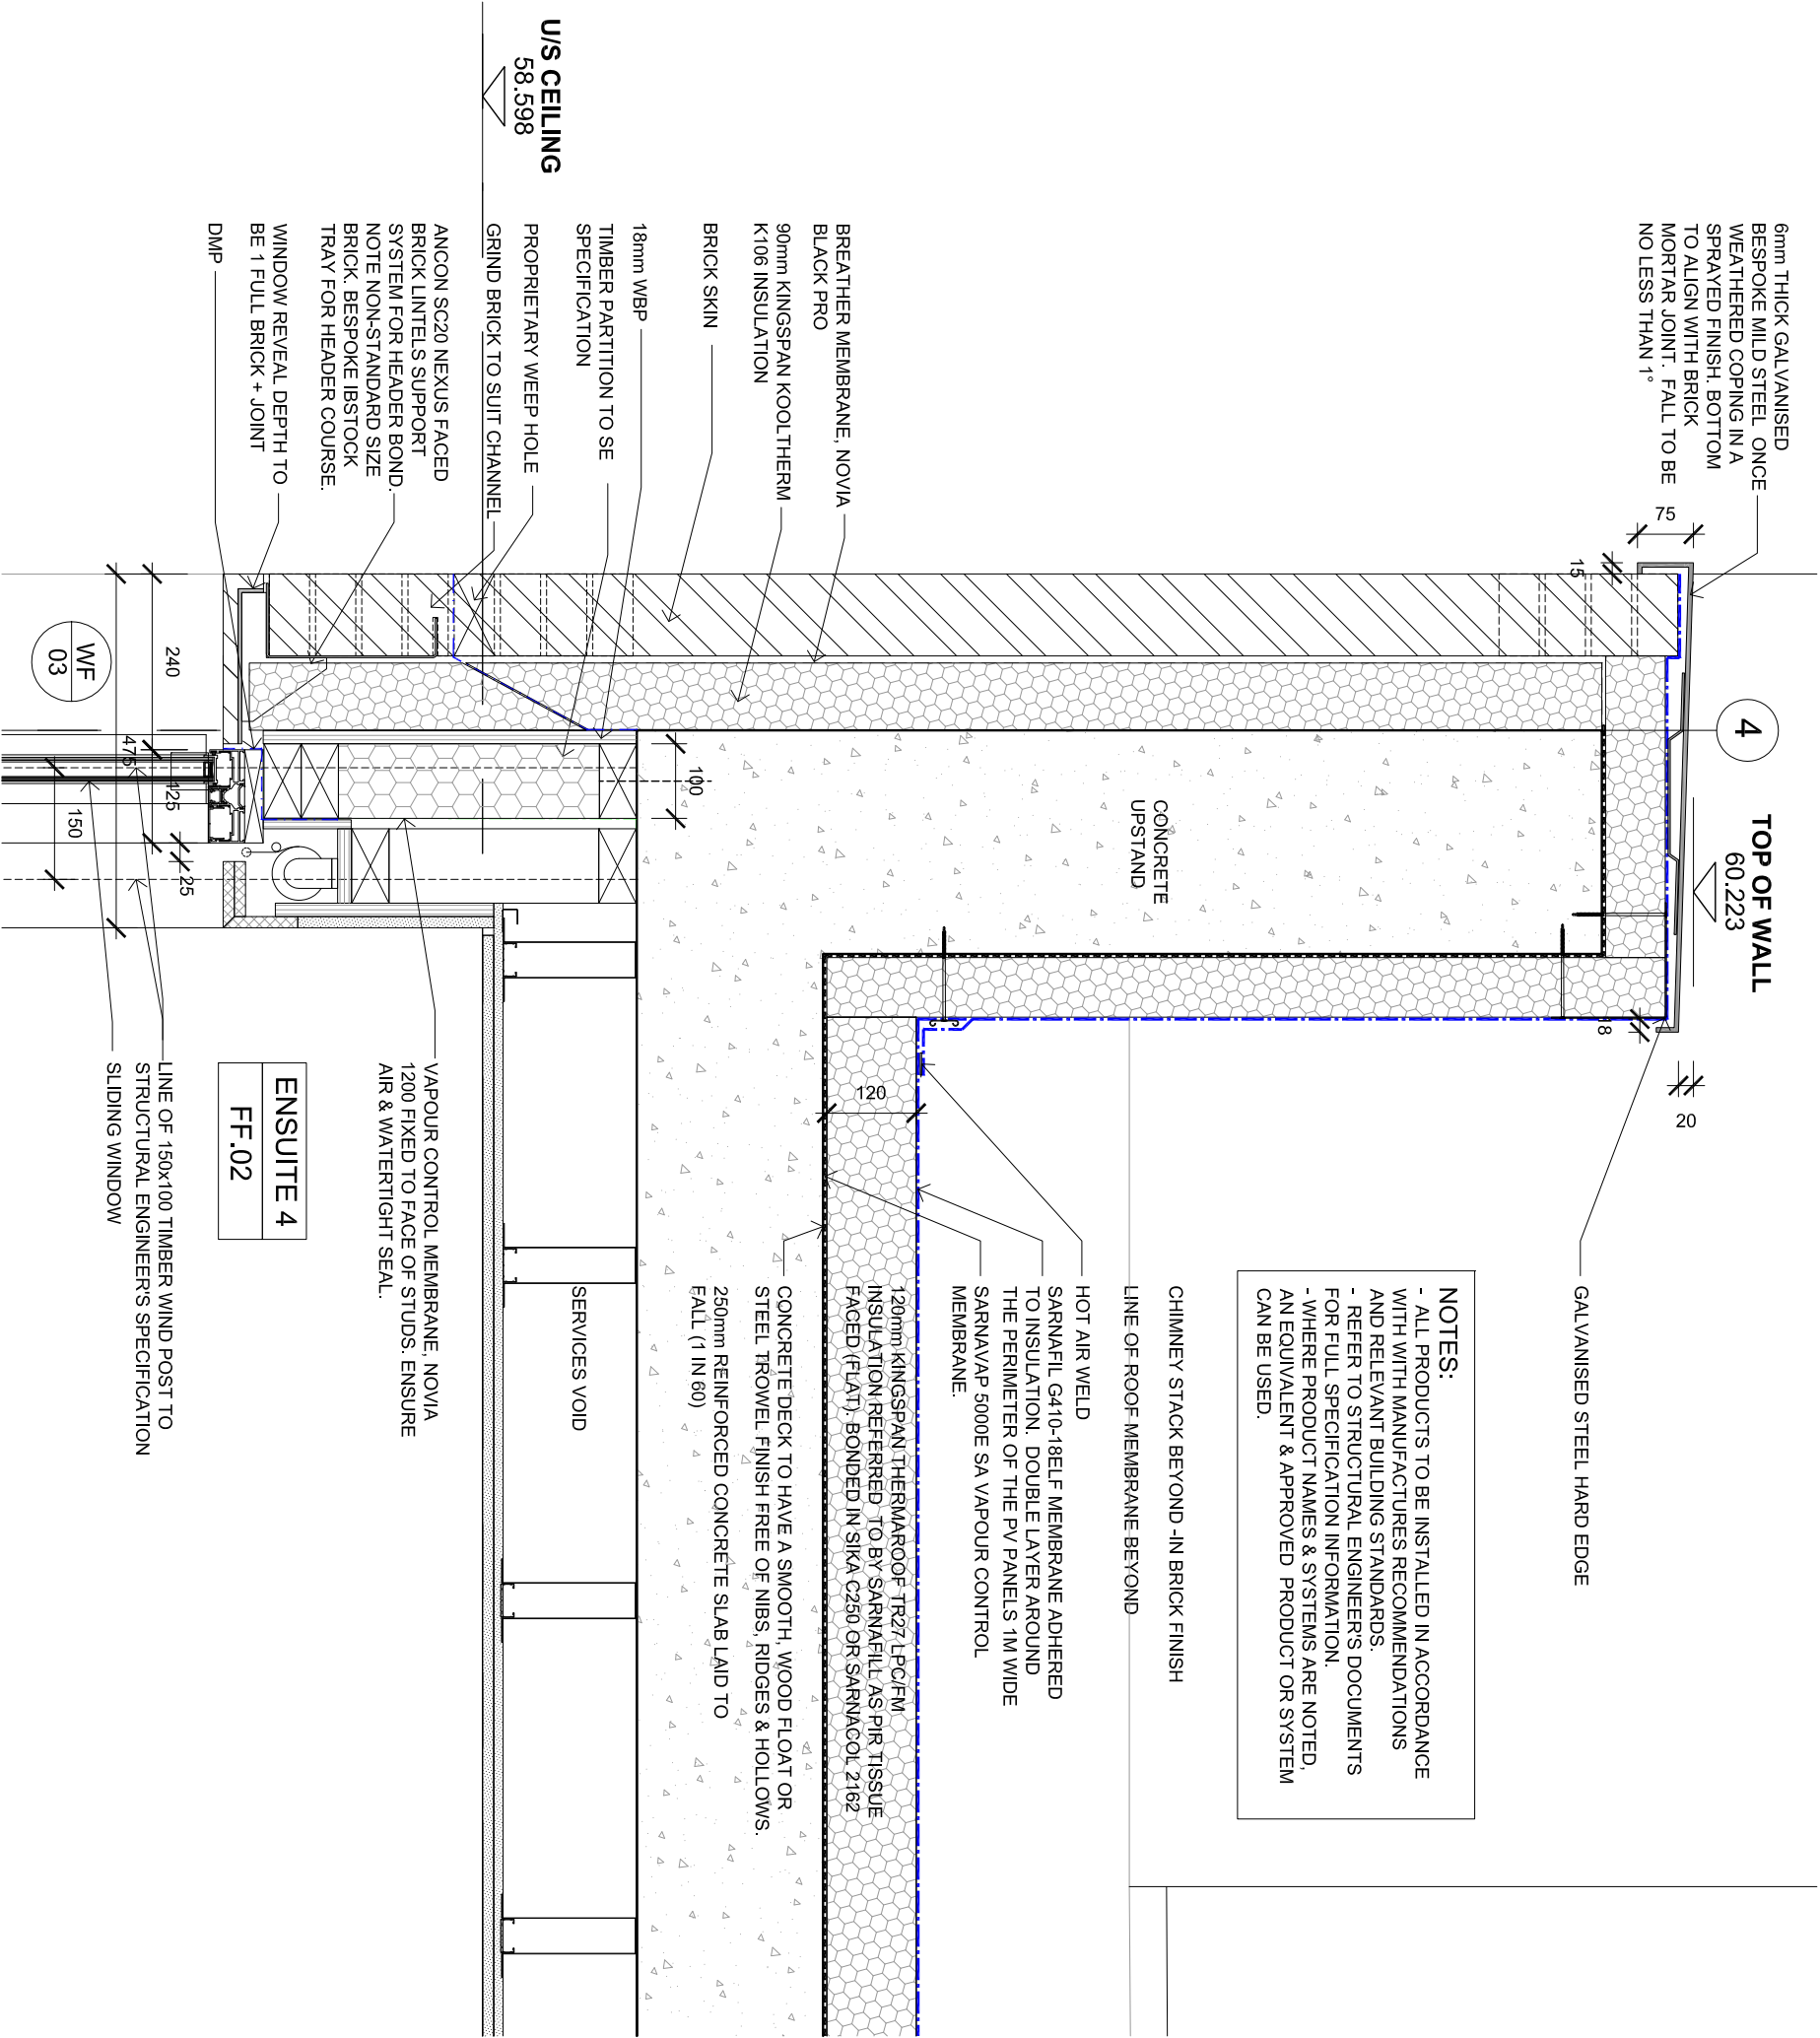 6mm THICK GALVANISED
BESPOKE MILD STEEL ONCE
WEATHERED COPING IN A
SPRAYED FINISH. BOTTOM
TO ALIGN WITH BRICK
MORTAR JOINT. FALL TO BE
NO LESS THAN 1°
75
15
4
TOP OF WALL
60.223
8
20
GALVANISED STEEL HARD EDGE
NOTES:
- ALL PRODUCTS TO BE INSTALLED IN ACCORDANCE
WITH WITH MANUFACTURES RECOMMENDATIONS
AND RELEVANT BUILDING STANDARDS.
- REFER TO STRUCTURAL ENGINEER'S DOCUMENTS
FOR FULL SPECIFICATION INFORMATION.
- WHERE PRODUCT NAMES & SYSTEMS ARE NOTED,
AN EQUIVALENT & APPROVED PRODUCT OR SYSTEM
CAN BE USED.
CONCRETE
UPSTAND
CHIMNEY STACK BEYOND -IN BRICK FINISH
LINE OF ROOF MEMBRANE BEYOND
HOT AIR WELD
SARNAFIL G410-18ELF MEMBRANE ADHERED
TO INSULATION. DOUBLE LAYER AROUND
THE PERIMETER OF THE PV PANELS 1M WIDE
SARNAVAP 5000E SA VAPOUR CONTROL
MEMBRANE.
120
120mm KINGSPAN THERMAROOF TR27 LPC/FM
INSULATION REFERRED TO BY SARNAFILL AS PIR TISSUE
FACED (FLAT). BONDED IN SIKA C250 OR SARNACOL 2162
CONCRETE DECK TO HAVE A SMOOTH, WOOD FLOAT OR
STEEL TROWEL FINISH FREE OF NIBS, RIDGES & HOLLOWS.
250mm REINFORCED CONCRETE SLAB LAID TO
FALL (1 IN 60)
SERVICES VOID
BREATHER MEMBRANE, NOVIA
BLACK PRO
90mm KINGSPAN KOOLTHERM
K106 INSULATION
BRICK SKIN
18mm WBP
TIMBER PARTITION TO SE
SPECIFICATION
PROPRIETARY WEEP HOLE
GRIND BRICK TO SUIT CHANNEL
U/S CEILING
58.598
ANCON SC20 NEXUS FACED
BRICK LINTELS SUPPORT
SYSTEM FOR HEADER BOND.
NOTE NON-STANDARD SIZE
BRICK. BESPOKE IBSTOCK
TRAY FOR HEADER COURSE.
WINDOW REVEAL DEPTH TO
BE 1 FULL BRICK + JOINT
DMP
100
240
475
125
25
150
WF
03
VAPOUR CONTROL MEMBRANE, NOVIA
1200 FIXED TO FACE OF STUDS. ENSURE
AIR & WATERTIGHT SEAL.
ENSUITE 4
FF.02
LINE OF 150x100 TIMBER WIND POST TO
STRUCTURAL ENGINEER'S SPECIFICATION
SLIDING WINDOW